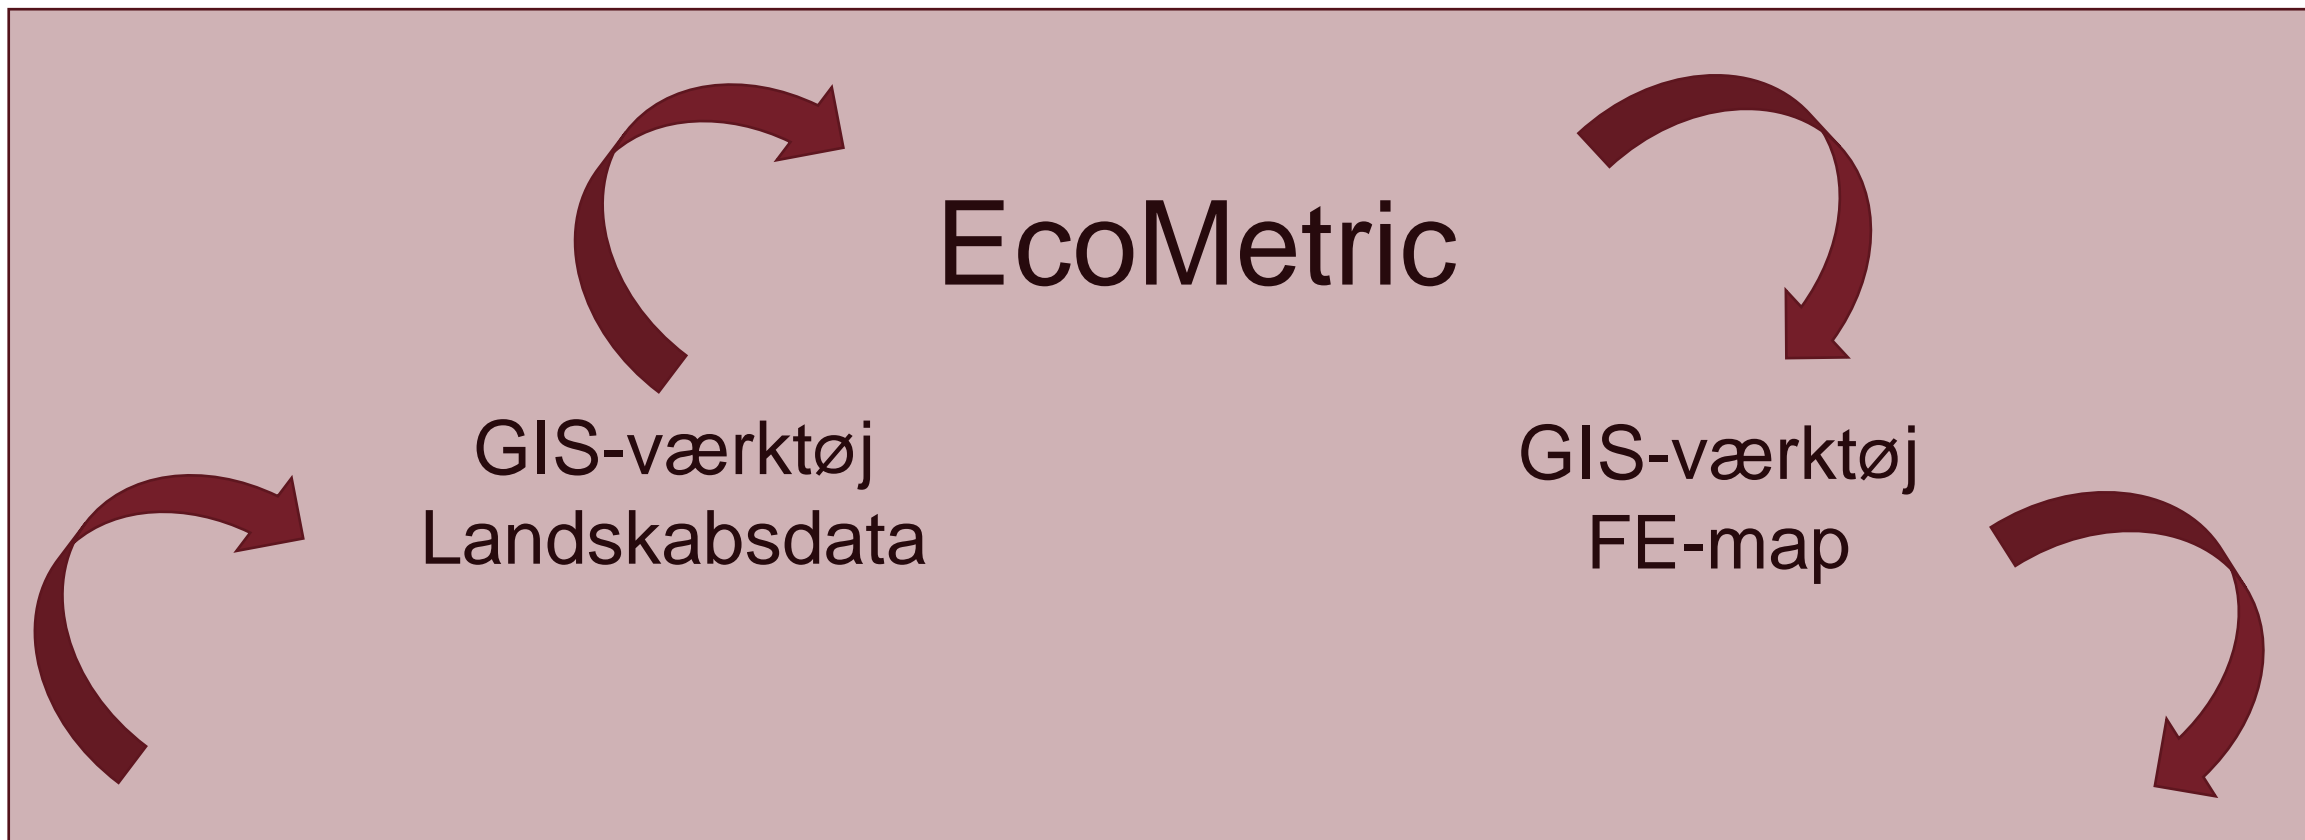 EcoMetric
GIS-værktøj
Landskabsdata
GIS-værktøj
FE-map